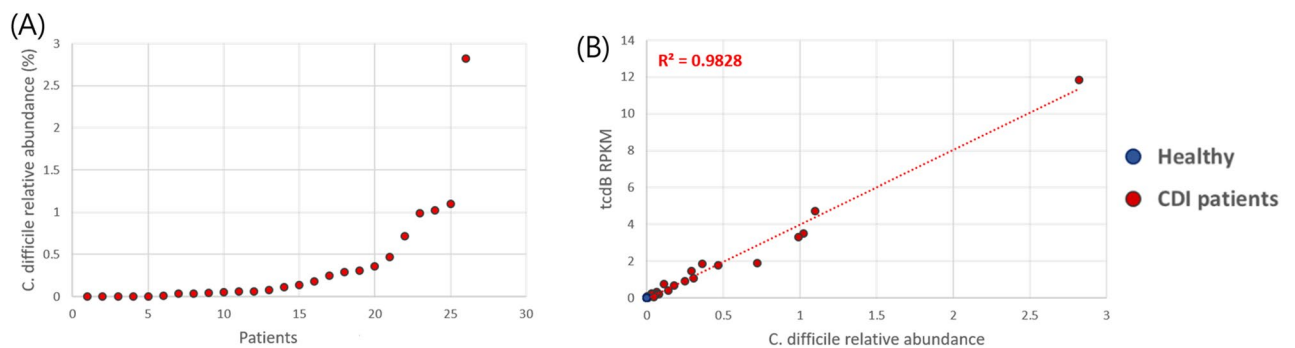 (A)
C. difficile relative abundance (%)
3
2.5
2
1.5
1
0.5
0
0 5 10 15 20 25 30
Patients
(B)
R² = 0.9828
tcdB RPKM
14
12
10
8
6
4
2
0
0 0.5 1 1.5 2 2.5 3
C. difficile relative abundance
Healthy
CDI patients